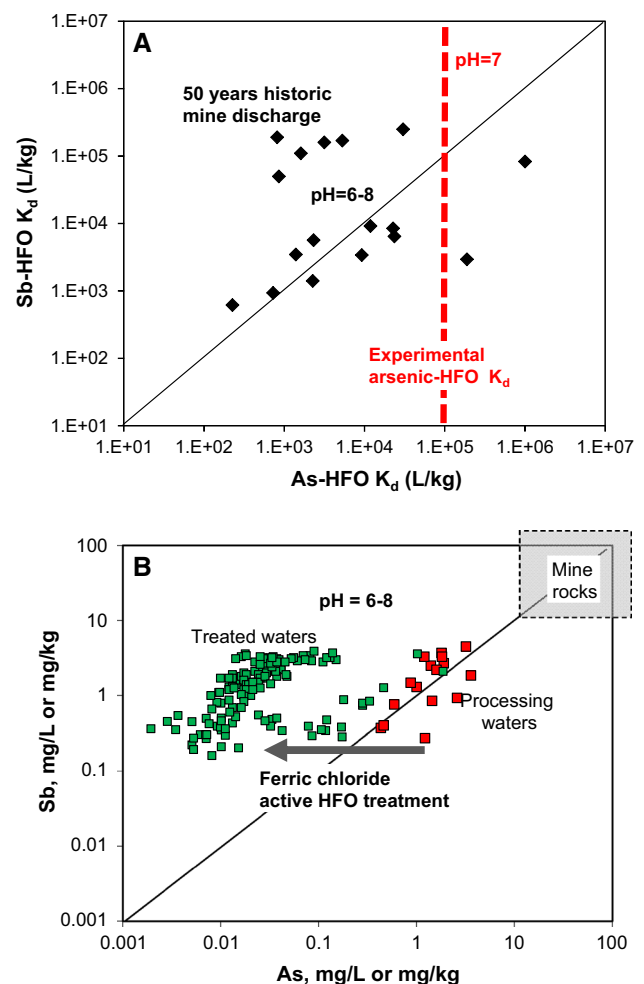 A
1.E+07
1.E+06
1.E+05
1.E+04
1.E+03
1.E+02
1.E+01
Sb-HFO Kd (L/kg)
50 years historic
mine discharge
pH=7
pH=6-8
Experimental
arsenic-HFO Kd
1.E+01 1.E+02 1.E+03 1.E+04 1.E+05 1.E+06 1.E+07
As-HFO Kd (L/kg)
B
100
10
1
0.1
0.01
0.001
Sb, mg/L or mg/kg
pH = 6-8
Mine
rocks
Treated waters
Processing
waters
Ferric chloride
active HFO treatment
0.001 0.01 0.1 1 10 100
As, mg/L or mg/kg